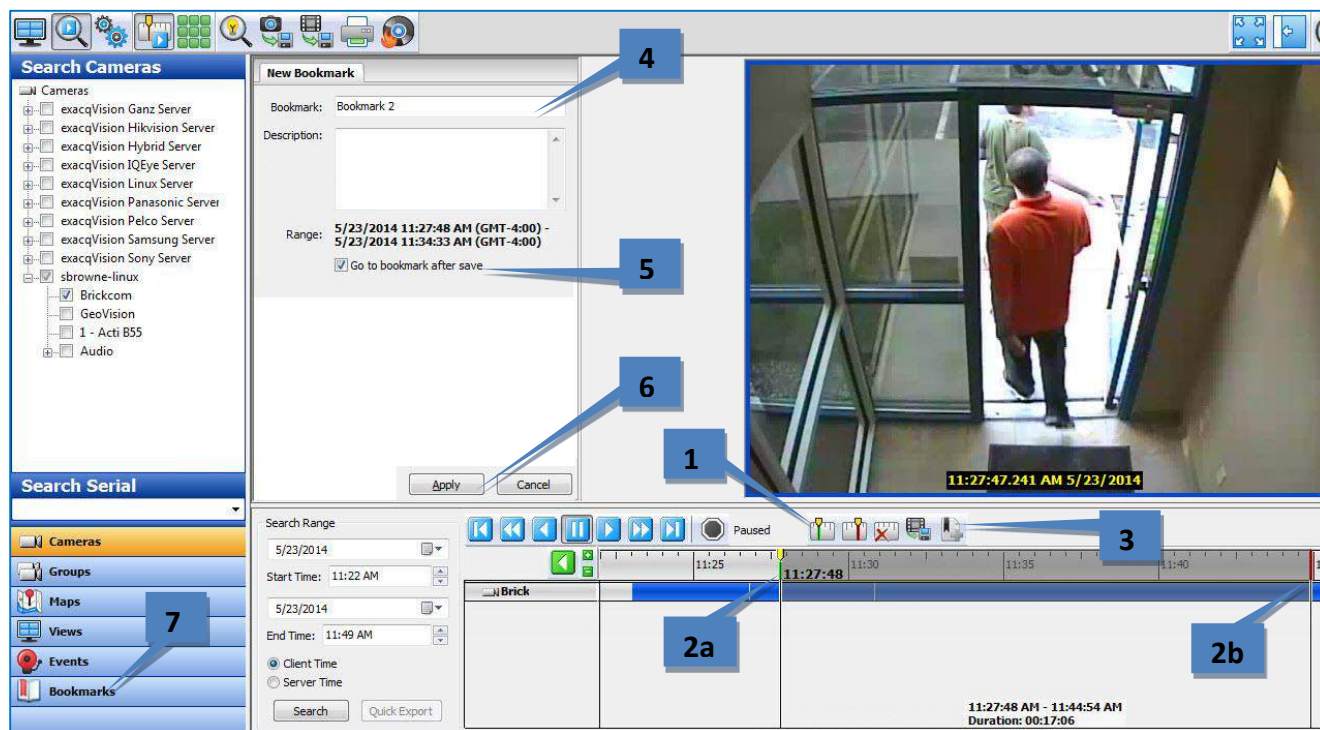 Search Cameras
Cameras
exacqVision Ganz Server
exacqVision Hikvision Server
exacqVision Hybrid Server
exacqVision IQEye Server
exacqVision Linux Server
exacqVision Panasonic Server
exacqVision Pelco Server
exacqVision Samsung Server
exacqVision Sony Server
sbrowne-linux
Brickcom
GeoVision
1 - Acti B55
Audio
Search Serial
Cameras
Groups
Maps
Views
Events
Bookmarks
7
New Bookmark
4
Bookmark: Bookmark 2
Description:
Range: 5/23/2014 11:27:48 AM (GMT-4:00) -
5/23/2014 11:34:33 AM (GMT-4:00)
Go to bookmark after save
5
6
Apply Cancel
11:27:47.241 AM 5/23/2014
Search Range
5/23/2014
Start Time: 11:22 AM
5/23/2014
End Time: 11:49 AM
Client Time
Server Time
Search Quick Export
1
Paused
3
11:25 11:27:48 11:30 11:35 11:40
Brick
2a 2b
11:27:48 AM - 11:44:54 AM
Duration: 00:17:06